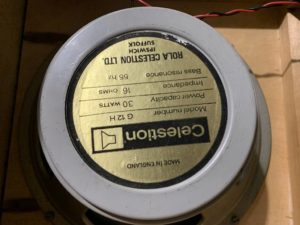 MADE IN ENGLAND
Celestion
Model number G 12 H
Power capacity 30 WATTS
Impedance 16 OHMS
Bass resonance 55 hz
ROLA CELESTION LTD.
IPSWICH
SUFFOLK